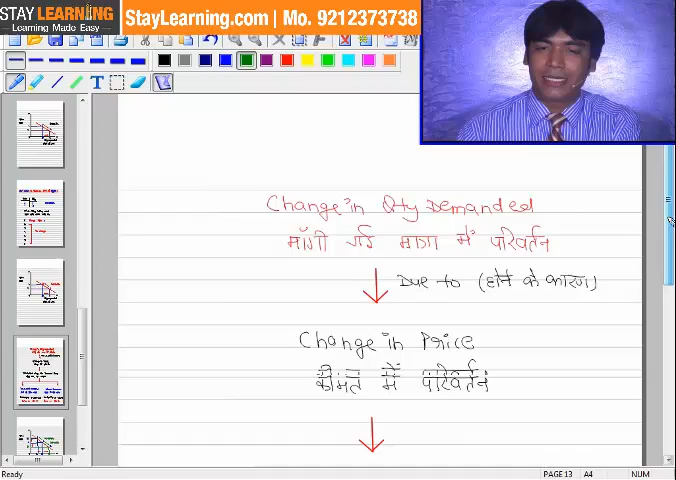 STAY LEARNING
Learning Made Easy
StayLearning.com | Mo. 9212373738
Change in Qty Demanded
माँगी गई मात्रा में परिवर्तन
Due to (होने के कारण)
Change in Price
कीमत में परिवर्तन
Ready
PAGE 13
A4
NUM